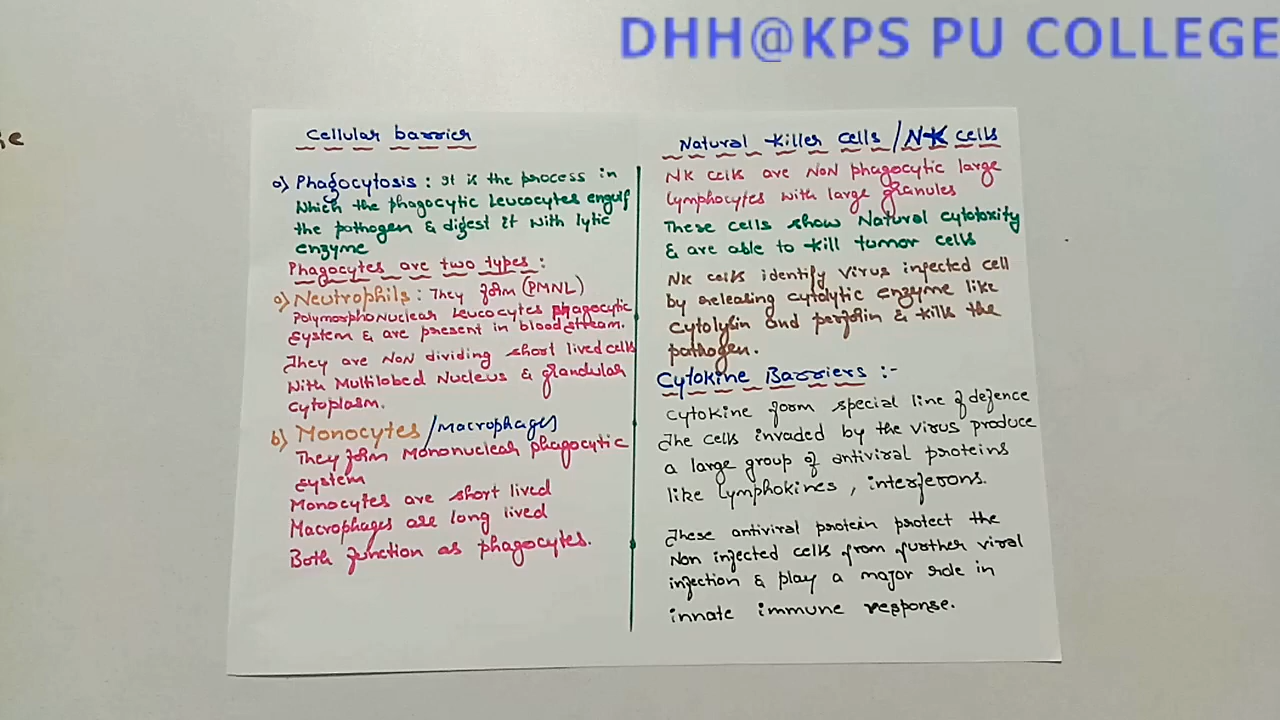 DHH@KPS PU COLLEGE
Cellular barrier
a) Phagocytosis : It is the process in
which the phagocytic Leucocytes engulf
the pathogen & digest it with lytic
enzyme
Phagocytes are two types :
a) Neutrophils : They form (PMNL)
Polymorphonuclear Leucocytes phagocytic
system & are present in blood stream.
They are Non dividing short lived cells
with Multilobed Nucleus & glandular
cytoplasm.
b) Monocytes /Macrophages
They form Mononuclear phagocytic
system
Monocytes are short lived
Macrophages are long lived
Both function as phagocytes.
Natural Killer cells / NK cells
NK cells are NON phagocytic large
lymphocytes with large granules
These cells show Natural cytotoxity
& are able to kill tumor cells
NK cells identify virus infected cell
by releasing cytolytic enzyme like
cytolysin and perforin & kills the
pathogen.
Cytokine Barriers :-
Cytokine form special line of defence
The cells invaded by the virus produce
a large group of antiviral proteins
like lymphokines , interferons.
These antiviral protein protect the
Non infected cells from further viral
infection & play a major role in
innate immune response.